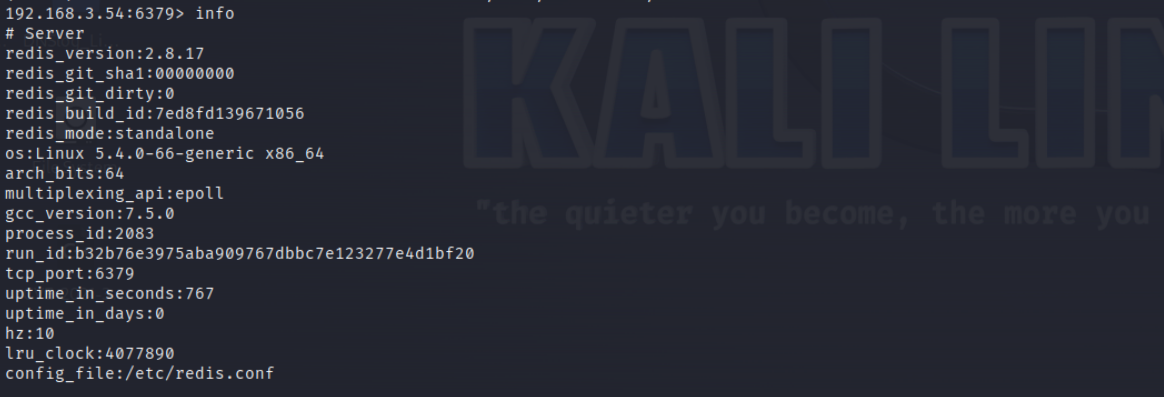 192.168.3.54:6379> info
# Server
redis_version:2.8.17
redis_git_sha1:00000000
redis_git_dirty:0
redis_build_id:7ed8fd139671056
redis_mode:standalone
os:Linux 5.4.0-66-generic x86_64
arch_bits:64
multiplexing_api:epoll
gcc_version:7.5.0
process_id:2083
run_id:b32b76e3975aba909767dbbc7e123277e4d1bf20
tcp_port:6379
uptime_in_seconds:767
uptime_in_days:0
hz:10
lru_clock:4077890
config_file:/etc/redis.conf
KALI LIN
"the quieter you become, the more you